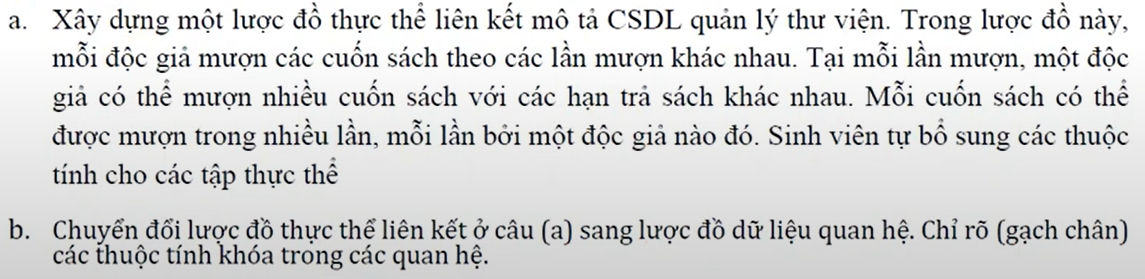 a. Xây dựng một lược đồ thực thể liên kết mô tả CSDL quản lý thư viện. Trong lược đồ này,
mỗi độc giả mượn các cuốn sách theo các lần mượn khác nhau. Tại mỗi lần mượn, một độc
giả có thể mượn nhiều cuốn sách với các hạn trả sách khác nhau. Mỗi cuốn sách có thể
được mượn trong nhiều lần, mỗi lần bởi một độc giả nào đó. Sinh viên tự bổ sung các thuộc
tính cho các tập thực thể
b. Chuyển đổi lược đồ thực thể liên kết ở câu (a) sang lược đồ dữ liệu quan hệ. Chỉ rõ (gạch chân)
các thuộc tính khóa trong các quan hệ.